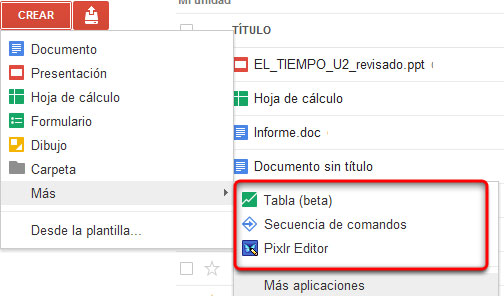 Mi unidad
CREAR
TÍTULO
Documento
Presentación
Hoja de cálculo
Formulario
Dibujo
Carpeta
Más
Desde la plantilla...
EL_TIEMPO_U2_revisado.ppt
Hoja de cálculo
Informe.doc
Documento sin título
Tabla (beta)
Secuencia de comandos
Pixlr Editor
Más aplicaciones